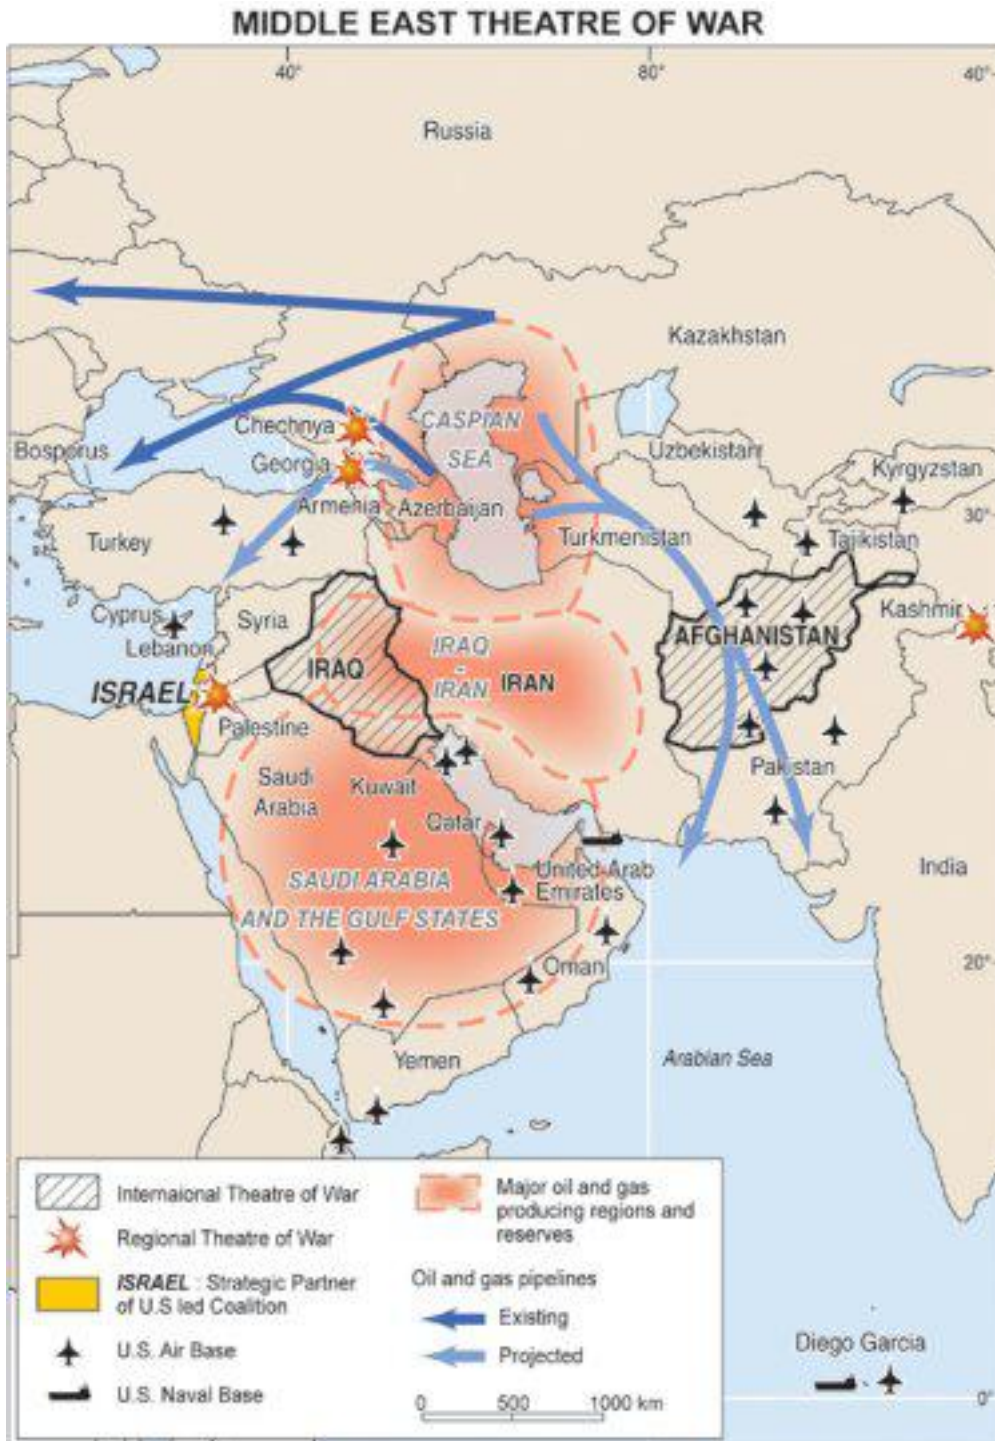 MIDDLE EAST THEATRE OF WAR
40°
80°
40°
Russia
Kazakhstan
CASPIAN
SEA
Chechnya
Bosporus
Georgia
Uzbekistan
Kyrgyzstan
Armenia
Azerbaijan
30°
Turkey
Turkmenistan
Tajikistan
Cyprus
Syria
Kashmir
Lebanon
AFGHANISTAN
IRAQ
IRAQ
-
IRAN
IRAN
ISRAEL
Palestine
Saudi
Arabia
Kuwait
Pakistan
Qatar
India
SAUDI ARABIA
AND THE GULF STATES
United Arab
Emirates
Oman
20°
Yemen
Arabian Sea
Internaional Theatre of War
Regional Theatre of War
ISRAEL : Strategic Partner
of U.S led Coalition
U.S. Air Base
U.S. Naval Base
Major oil and gas
producing regions and
reserves
Oil and gas pipelines
Existing
Projected
0 500 1000 km
Diego Garcia
0°